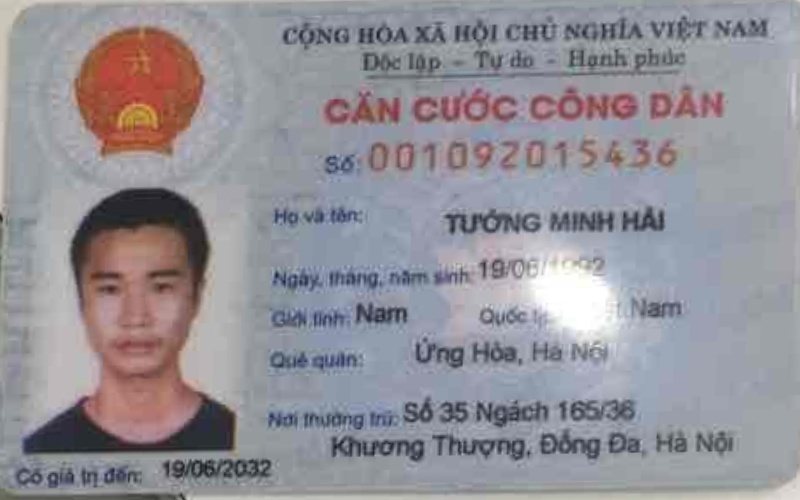 CỘNG HÒA XÃ HỘI CHỦ NGHĨA VIỆT NAM
Độc lập - Tự do - Hạnh phúc
CĂN CƯỚC CÔNG DÂN
Số: 001092015436
Họ và tên: TƯỞNG MINH HẢI
Ngày, tháng, năm sinh: 19/06/1992
Giới tính: Nam Quốc Nam
Quê quán: Ứng Hòa, Hà Nội
Nơi thường trú: Số 35 Ngách 165/36
Khương Thượng, Đống Đa, Hà Nội
Có giá trị đến: 19/06/2032